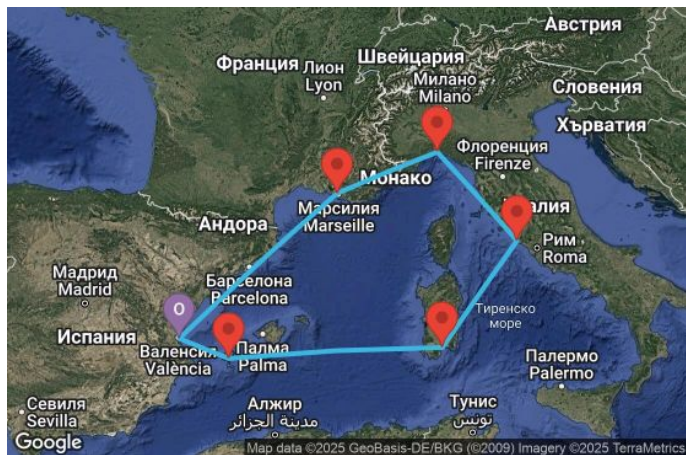 Австрия
Франция
Швейцария
Лион
Lyon
Милано
Milano
Словения
Хърватия
Флоренция
Firenze
Монако
Марсилия
Marseille
Андора
алия
Рим
Roma
Барселона
Barcelona
Мадрид
Madrid
O
Тиренско
море
Испания
Валенсия
València
Палма
Palma
Палермо
Palermo
Севиля
Sevilla
Алжир
مدينة الجزائر
Тунис
تونس
Google
Map data ©2025 GeoBasis-DE/BKG (©2009) Imagery ©2025 TerraMetrics